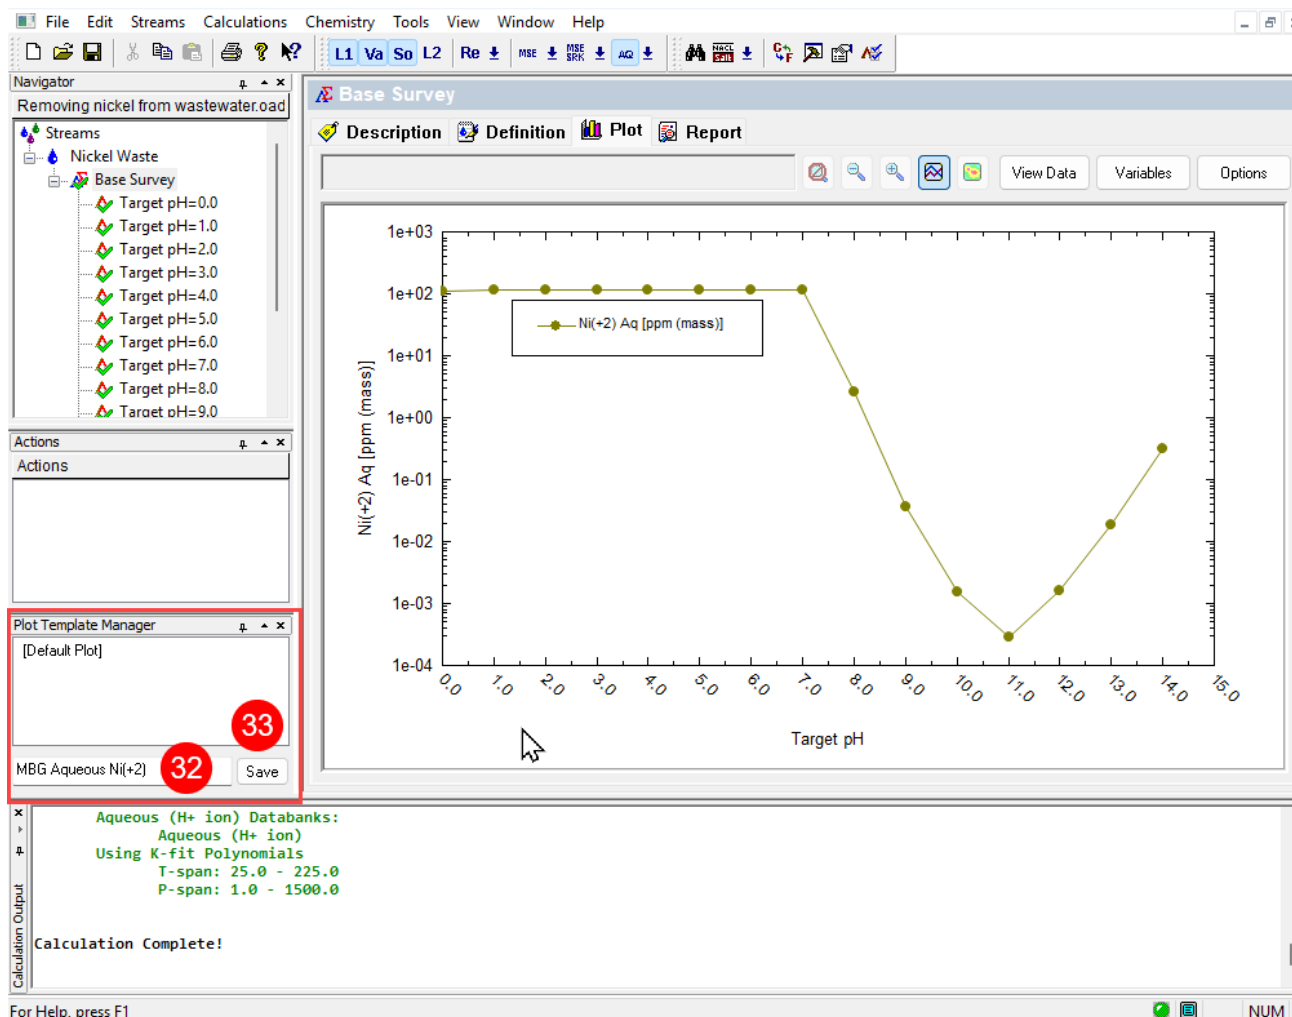 File Edit Streams Calculations Chemistry Tools View Window Help
L1 Va So L2 Re MSE MSE SRK AQ NACL SPLIT C F
Navigator
Removing nickel from wastewater.oad
Streams
Nickel Waste
Base Survey
Target pH=0.0
Target pH=1.0
Target pH=2.0
Target pH=3.0
Target pH=4.0
Target pH=5.0
Target pH=6.0
Target pH=7.0
Target pH=8.0
Target pH=9.0
Actions
Actions
Plot Template Manager
[Default Plot]
33
MBG Aqueous Ni(+2) 32 Save
Base Survey
Description Definition Plot Report
View Data Variables Options
1e+03
1e+02
1e+01
1e+00
1e-01
1e-02
1e-03
1e-04
Ni(+2) Aq [ppm (mass)]
Ni(+2) Aq [ppm (mass)]
0.0 1.0 2.0 3.0 4.0 5.0 6.0 7.0 8.0 9.0 10.0 11.0 12.0 13.0 14.0 15.0
Target pH
Calculation Output
Aqueous (H+ ion) Databanks:
Aqueous (H+ ion)
Using K-fit Polynomials
T-span: 25.0 - 225.0
P-span: 1.0 - 1500.0
Calculation Complete!
For Help, press F1
NUM